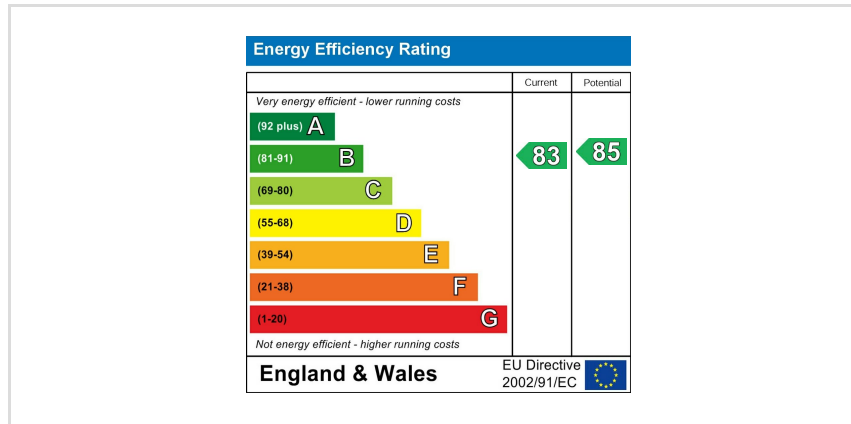 Energy Efficiency Rating
Current Potential
Very energy efficient - lower running costs
(92 plus) A
(81-91) B 83 85
(69-80) C
(55-68) D
(39-54) E
(21-38) F
(1-20) G
Not energy efficient - higher running costs
England & Wales
EU Directive
2002/91/EC